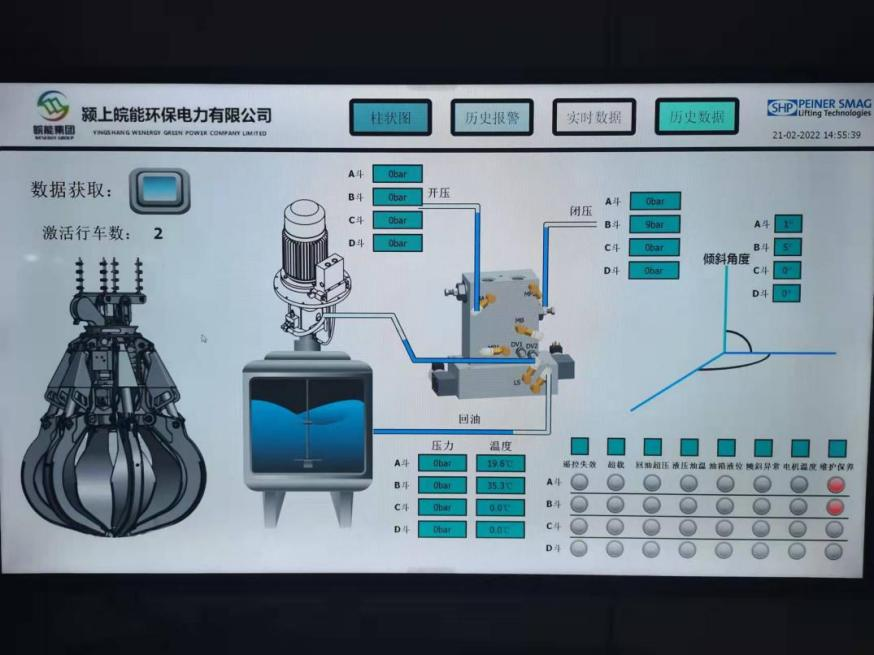 皖能集团
WENERGY GROUP
颍上皖能环保电力有限公司
YINGSHANG WENERGY GREEN POWER COMPANY LIMITED
柱状图
历史报警
实时数据
历史数据
SHP PEINER SMAG
Lifting Technologies
21-02-2022 14:55:39
数据获取：
激活行车数： 2
A斗 0bar
B斗 0bar
C斗 0bar
D斗 0bar
开压
闭压
A斗 0bar
B斗 9bar
C斗 0bar
D斗 0bar
倾斜角度
A斗 1°
B斗 5°
C斗 0°
D斗 0°
MB
DV1 DV2
LS
回油
压力 温度
A斗 0bar 19.6℃
B斗 0bar 35.3℃
C斗 0bar 0.0℃
D斗 0bar 0.0℃
遥控失效 超载 回油超压 液压油温 油箱液位 倾斜异常 电机温度 维护保养
A斗
B斗
C斗
D斗